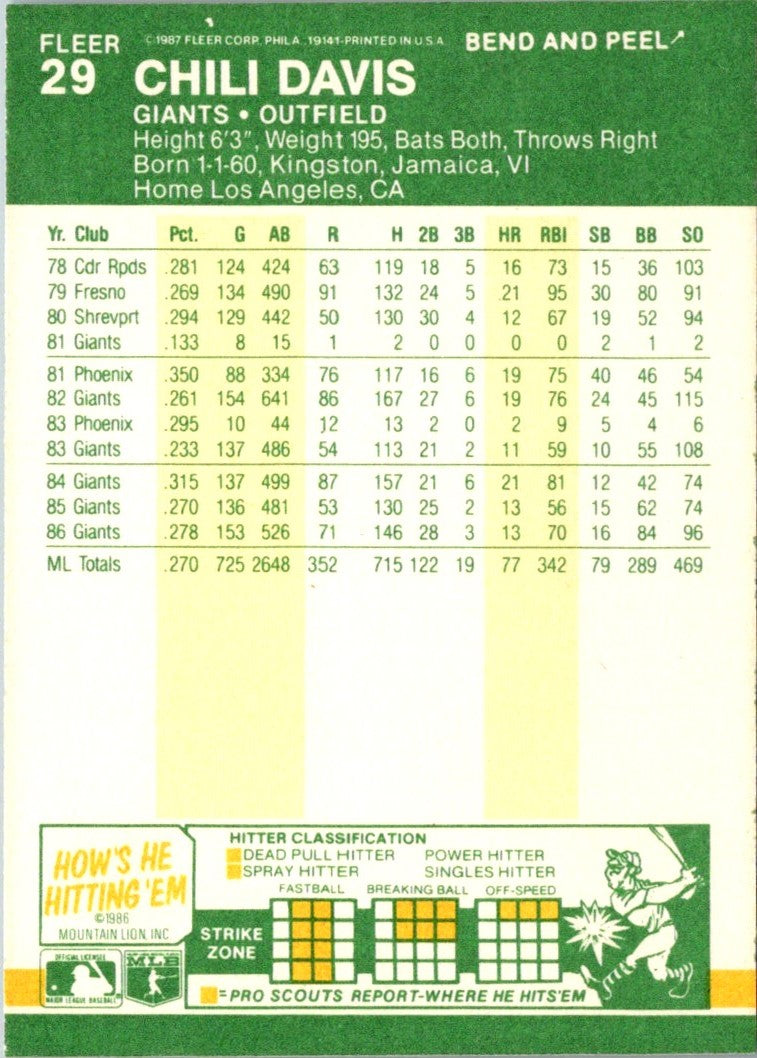 FLEER © 1987 FLEER CORP. PHILA. 19141-PRINTED IN U.S.A. BEND AND PEEL
29 CHILI DAVIS
GIANTS • OUTFIELD
Height 6'3", Weight 195, Bats Both, Throws Right
Born 1-1-60, Kingston, Jamaica, VI
Home Los Angeles, CA
Yr. Club Pct. G AB R H 2B 3B HR RBI SB BB SO
78 Cdr Rpds .281 124 424 63 119 18 5 16 73 15 36 103
79 Fresno .269 134 490 91 132 24 5 21 95 30 80 91
80 Shrevprt .294 129 442 50 130 30 4 12 67 19 52 94
81 Giants .133 8 15 1 2 0 0 0 0 2 1 2
81 Phoenix .350 88 334 76 117 16 6 19 75 40 46 54
82 Giants .261 154 641 86 167 27 6 19 76 24 45 115
83 Phoenix .295 10 44 12 13 2 0 2 9 5 4 6
83 Giants .233 137 486 54 113 21 2 11 59 10 55 108
84 Giants .315 137 499 87 157 21 6 21 81 12 42 74
85 Giants .270 136 481 53 130 25 2 13 56 15 62 74
86 Giants .278 153 526 71 146 28 3 13 70 16 84 96
ML Totals .270 725 2648 352 715 122 19 77 342 79 289 469
HOW'S HE
HITTING 'EM
©1986
MOUNTAIN LION, INC
OFFICIAL LICENSEE
MAJOR LEAGUE BASEBALL
MLB
HITTER CLASSIFICATION
DEAD PULL HITTER POWER HITTER
SPRAY HITTER SINGLES HITTER
FASTBALL BREAKING BALL OFF-SPEED
STRIKE
ZONE
=PRO SCOUTS REPORT-WHERE HE HITS 'EM